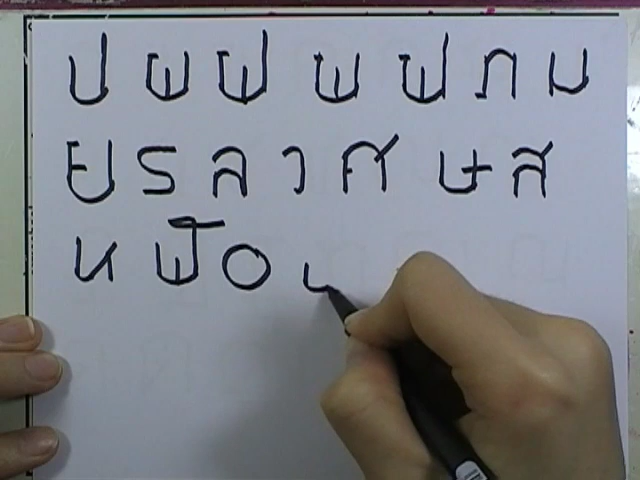 ป ผ ฝ พ ฟ ภ ม
ย ร ล ว ศ ษ ส
ห ฬ อ